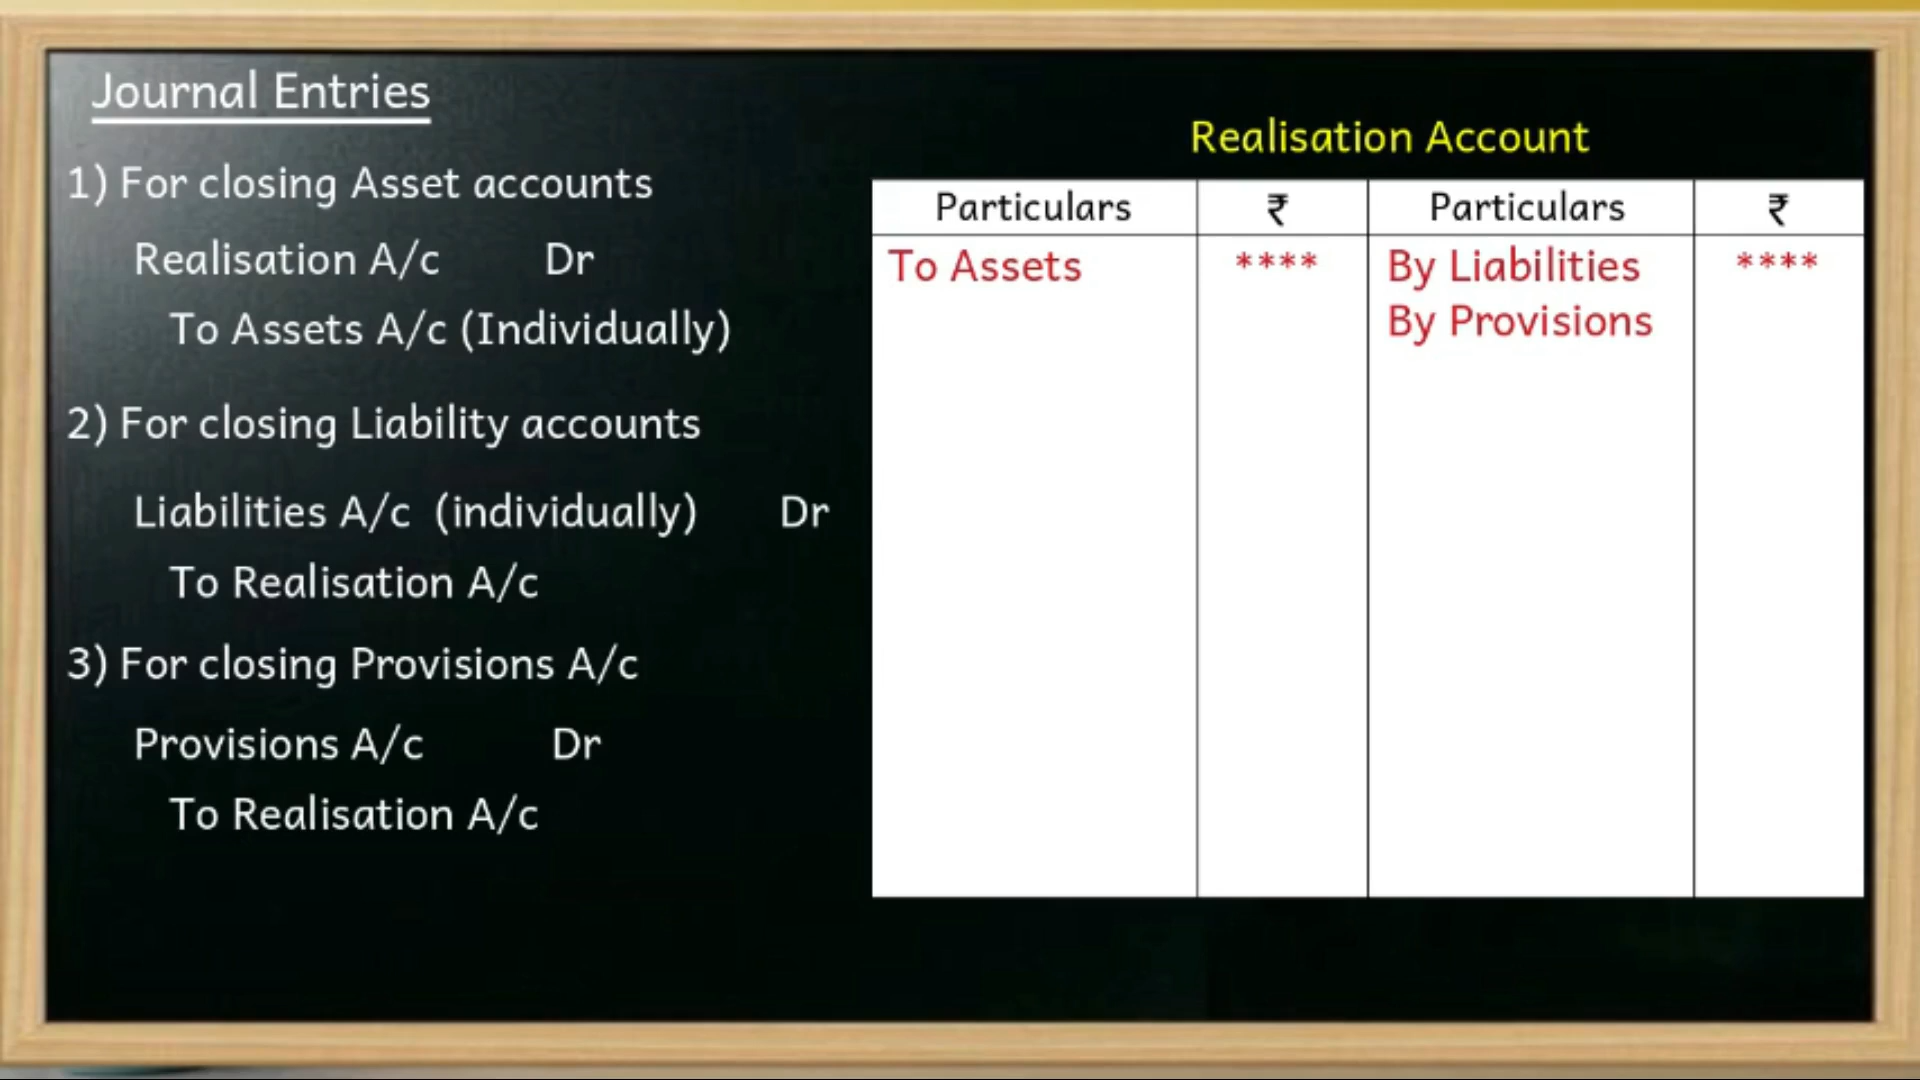 Journal Entries
1) For closing Asset accounts
Realisation A/c Dr
To Assets A/c (Individually)
2) For closing Liability accounts
Liabilities A/c (individually) Dr
To Realisation A/c
3) For closing Provisions A/c
Provisions A/c Dr
To Realisation A/c
Realisation Account
Particulars ₹ Particulars ₹
To Assets **** By Liabilities ****
By Provisions